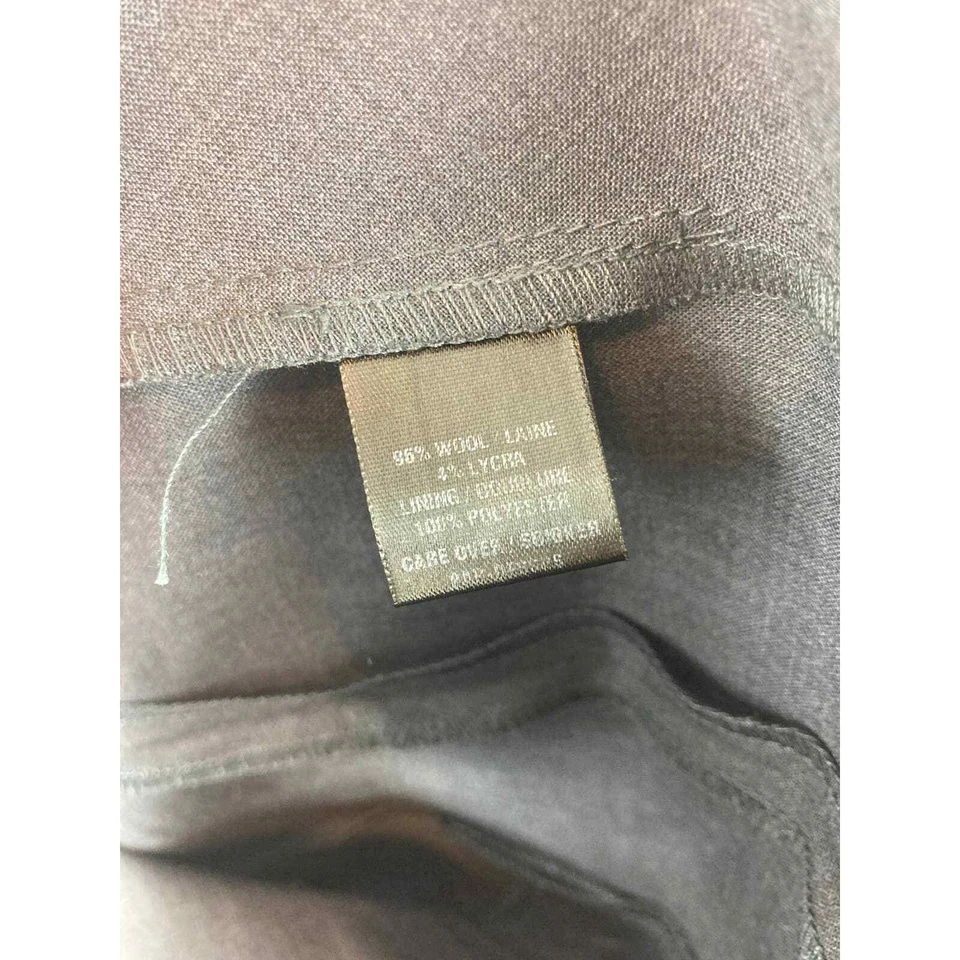 96% WOOL / LAINE
4% LYCRA
LINING / DOUBLURE
100% POLYESTER
CARE OVER /